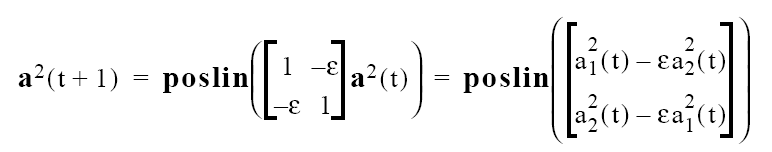 a²(t + 1) = poslin([1 −ε; −ε 1] a²(t)) = poslin([a₁²(t) − εa₂²(t); a₂²(t) − εa₁²(t)])